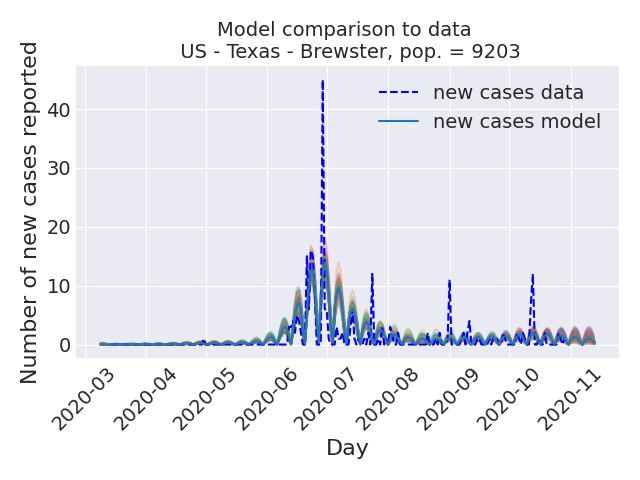 Model comparison to data
US - Texas - Brewster, pop. = 9203
Number of new cases reported
new cases data
new cases model
40
30
20
10
0
2020-03
2020-04
2020-05
2020-06
2020-07
2020-08
2020-09
2020-10
2020-11
Day